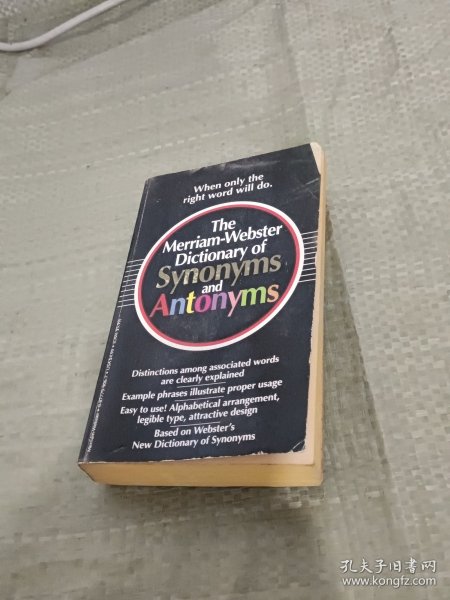 When only the
right word will do.
The
Merriam-Webster
Dictionary of
Synonyms
and
Antonyms
Distinctions among associated words
are clearly explained
Example phrases illustrate proper usage
Easy to use! Alphabetical arrangement,
legible type, attractive design
Based on Webster's
New Dictionary of Synonyms
孔夫子旧书网
www.kongfz.com